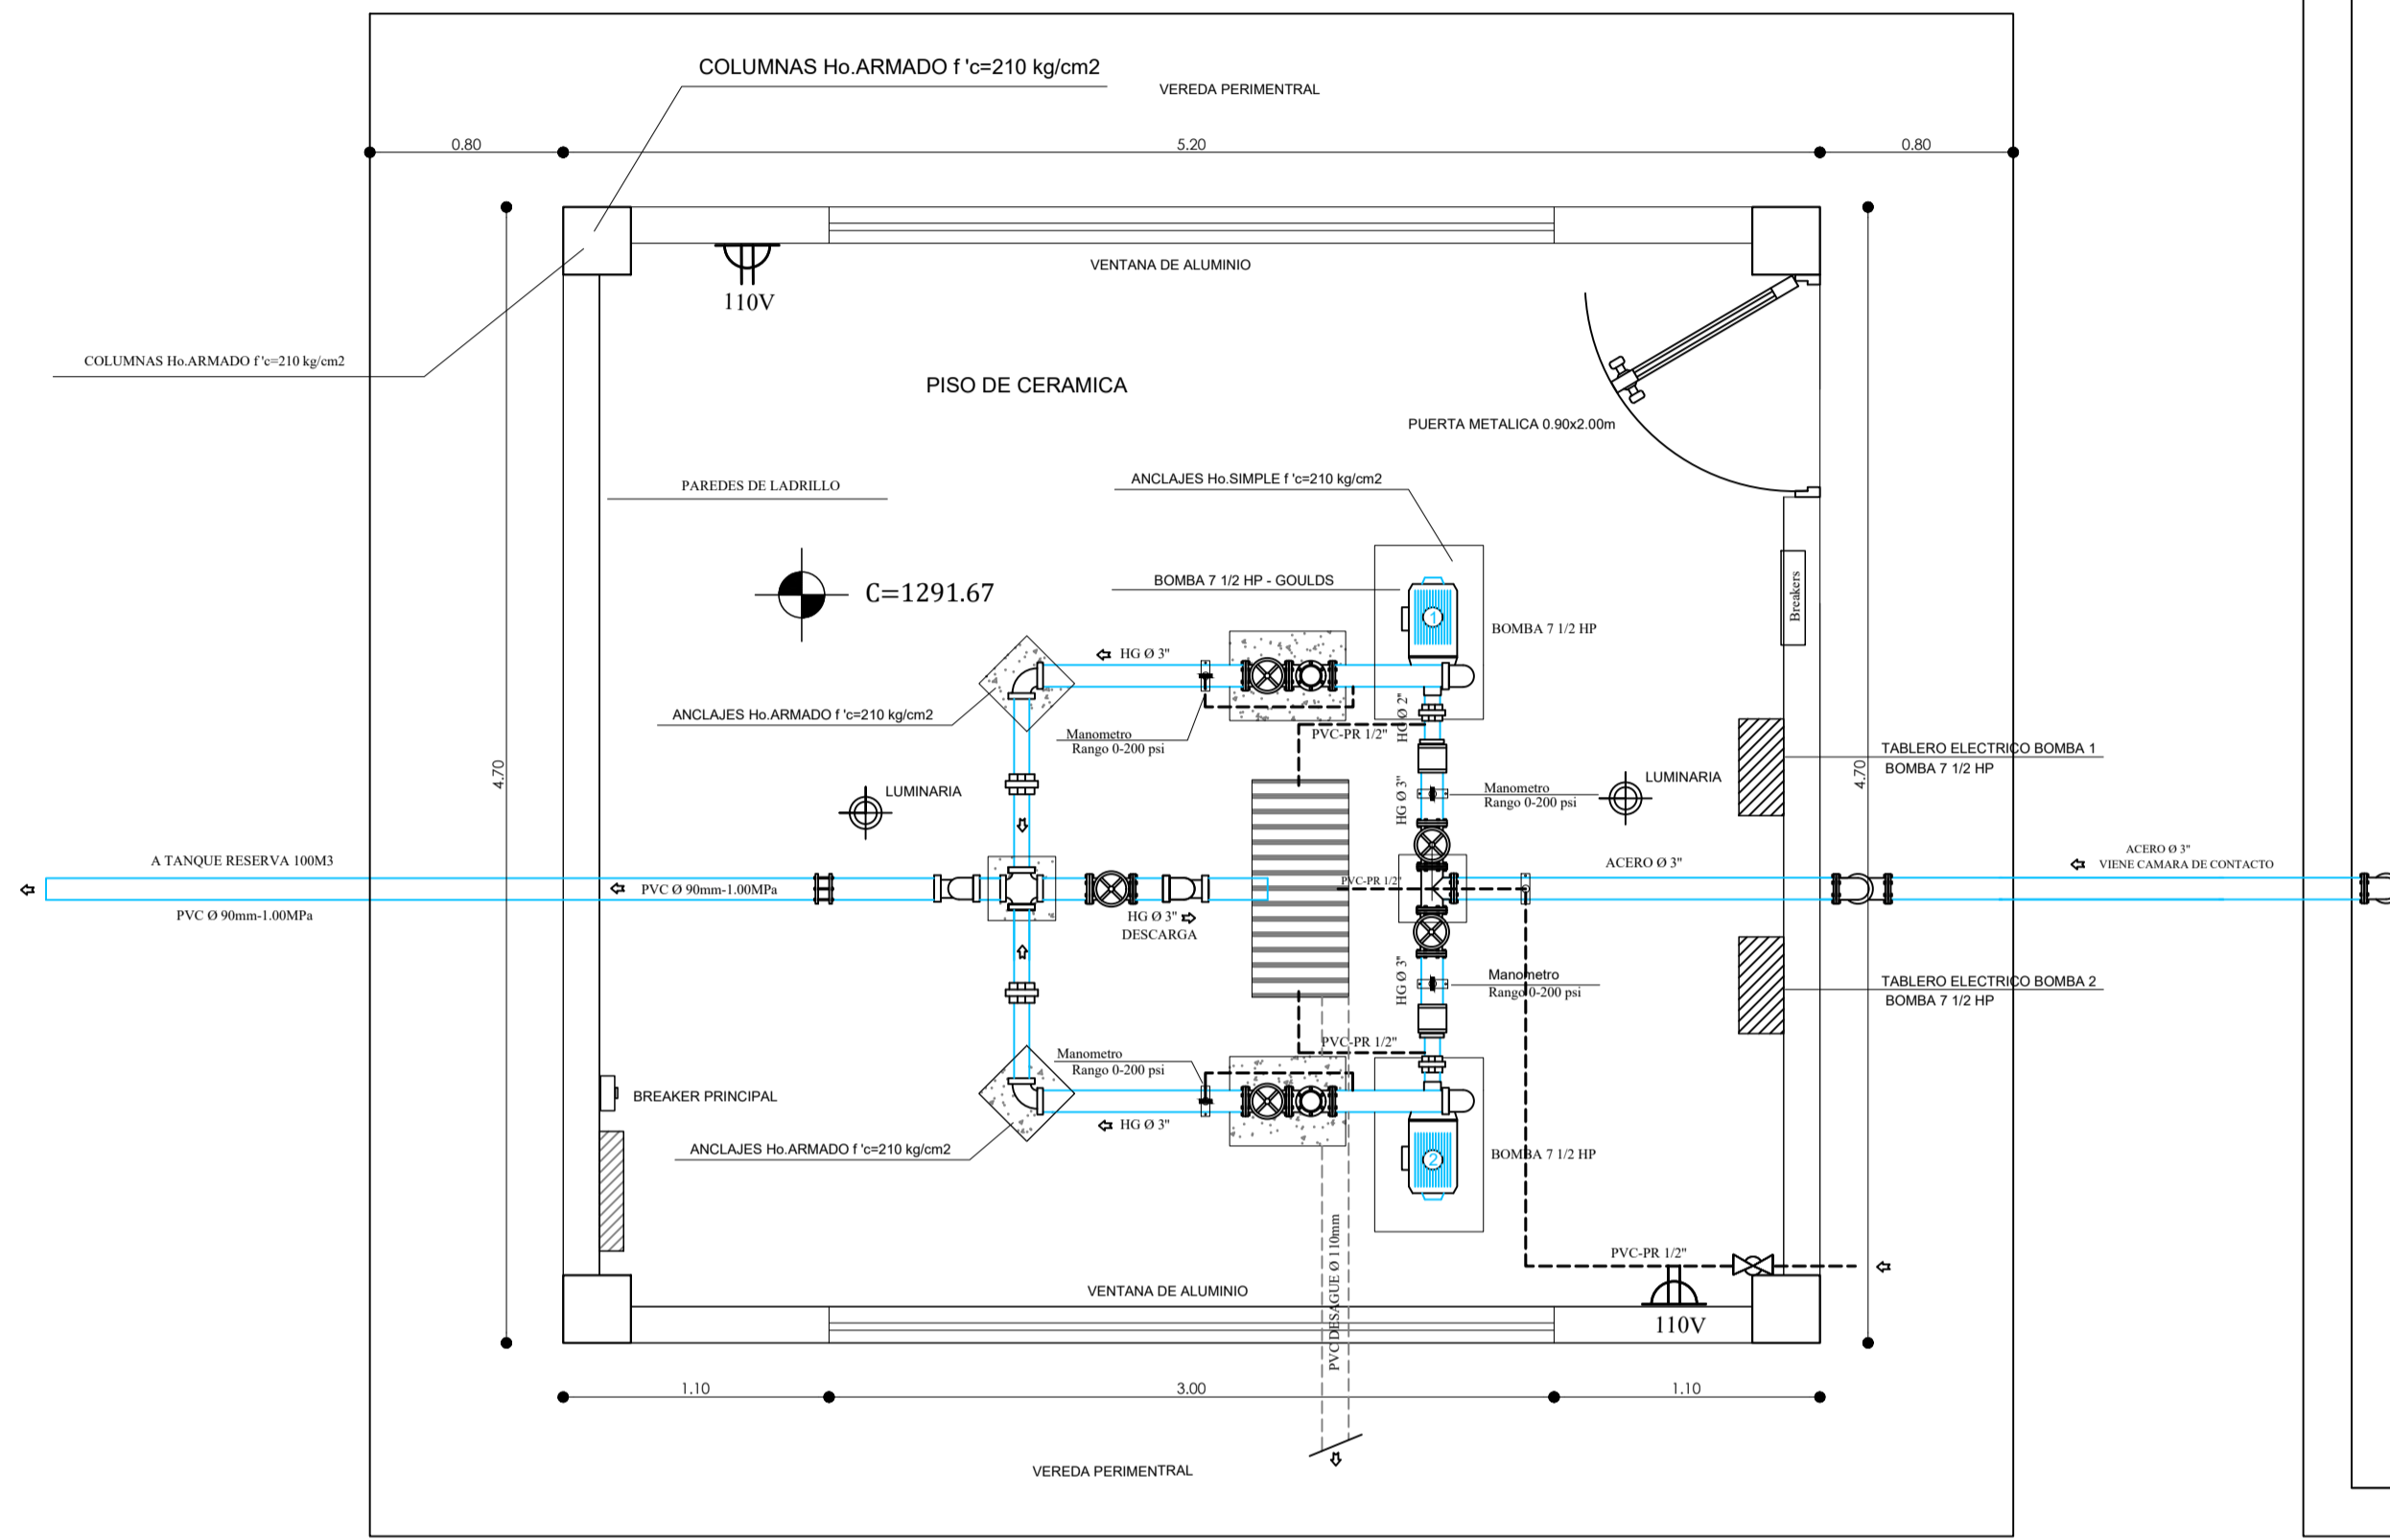 COLUMNAS Ho.ARMADO f 'c=210 kg/cm2
VEREDA PERIMENTRAL
0.80
5.20
0.80
VENTANA DE ALUMINIO
110V
COLUMNAS Ho.ARMADO f 'c=210 kg/cm2
PISO DE CERAMICA
PUERTA METALICA 0.90x2.00m
PAREDES DE LADRILLO
ANCLAJES Ho.SIMPLE f 'c=210 kg/cm2
BOMBA 7 1/2 HP - GOULDS
C=1291.67
1
BOMBA 7 1/2 HP
Breakers
HG Ø 3"
ANCLAJES Ho.ARMADO f 'c=210 kg/cm2
Manometro
Rango 0-200 psi
PVC-PR 1/2"
HG Ø 2"
TABLERO ELECTRICO BOMBA 1
BOMBA 7 1/2 HP
4.70
LUMINARIA
HG Ø 3"
Manometro
Rango 0-200 psi
LUMINARIA
4.70
A TANQUE RESERVA 100M3
PVC Ø 90mm-1.00MPa
PVC Ø 90mm-1.00MPa
HG Ø 3"
DESCARGA
PVC-PR 1/2"
ACERO Ø 3"
ACERO Ø 3"
VIENE CAMARA DE CONTACTO
HG Ø 3"
Manometro
Rango 0-200 psi
TABLERO ELECTRICO BOMBA 2
BOMBA 7 1/2 HP
PVC-PR 1/2"
Manometro
Rango 0-200 psi
BREAKER PRINCIPAL
HG Ø 3"
ANCLAJES Ho.ARMADO f 'c=210 kg/cm2
2
BOMBA 7 1/2 HP
PVC DESAGUE Ø 110mm
PVC-PR 1/2"
VENTANA DE ALUMINIO
110V
1.10
3.00
1.10
VEREDA PERIMENTRAL